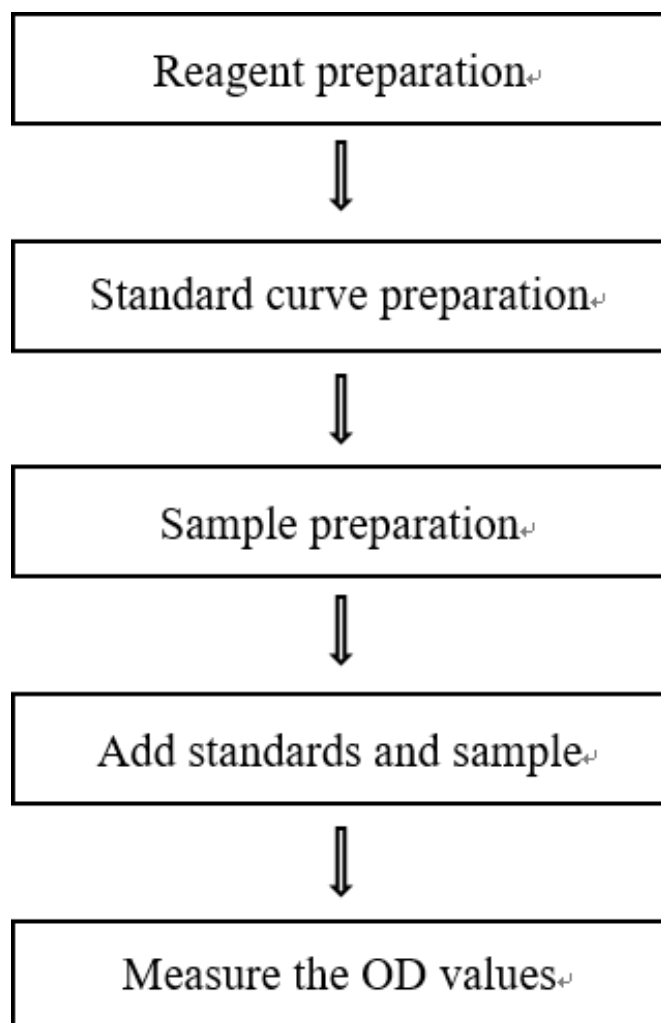 Reagent preparation
Standard curve preparation
Sample preparation
Add standards and sample
Measure the OD values